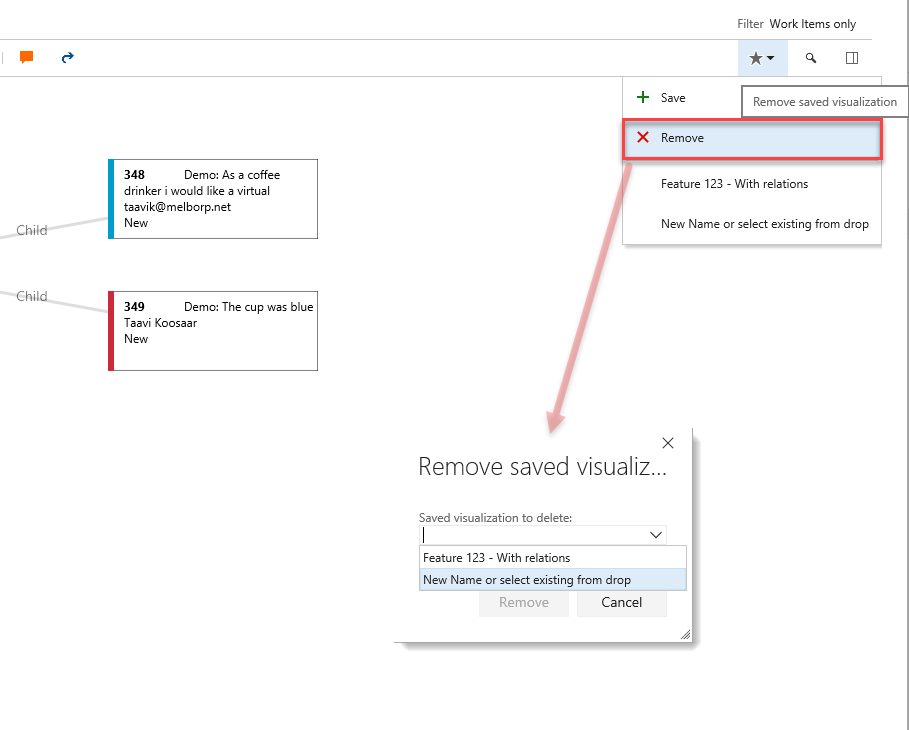 Filter Work Items only
Save
Remove saved visualization
Remove
Feature 123 - With relations
New Name or select existing from drop
348 Demo: As a coffee
drinker i would like a virtual
taavik@melborp.net
New
Child
Child
349 Demo: The cup was blue
Taavi Koosaar
New
Remove saved visualiz...
Saved visualization to delete:
Feature 123 - With relations
New Name or select existing from drop
Remove Cancel